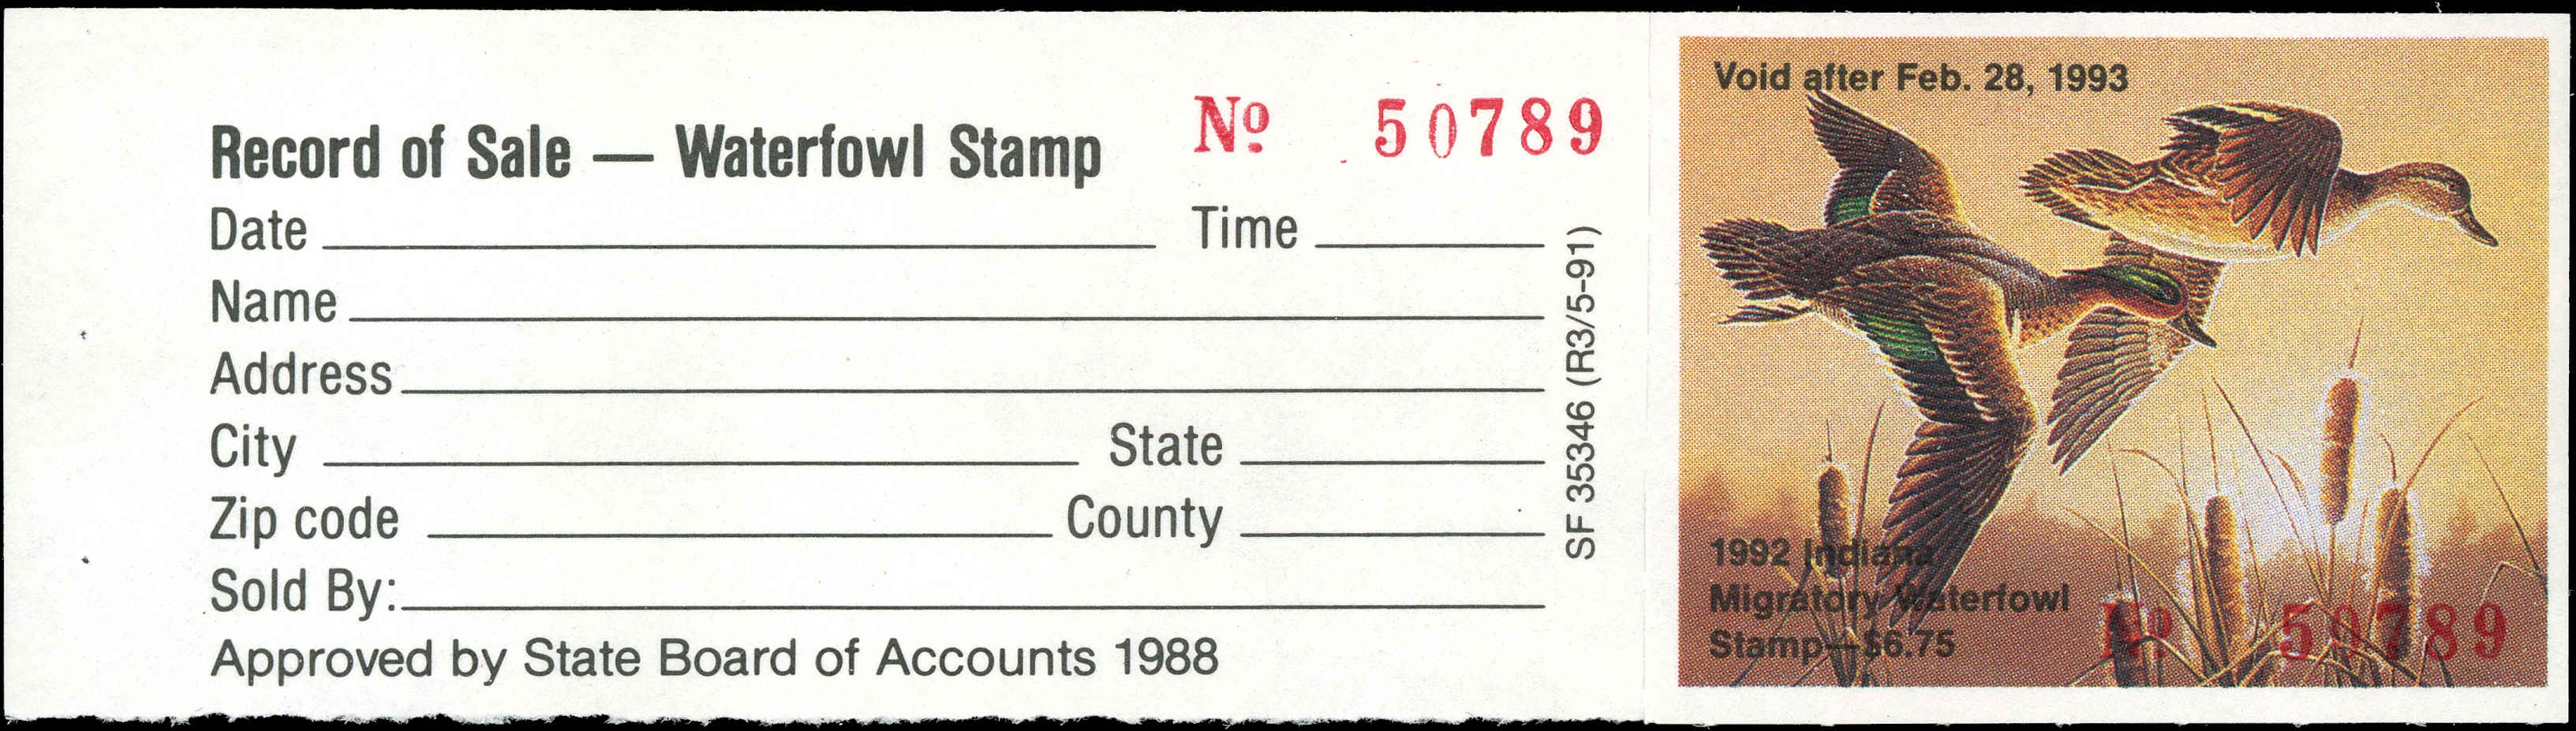 Record of Sale — Waterfowl Stamp
Nº 50789
Date Time
Name
Address
City State
Zip code County
Sold By:
Approved by State Board of Accounts 1988
SF 35346 (R3/5-91)
Void after Feb. 28, 1993
1992 Indiana
Migratory Waterfowl
Stamp—$6.75
Nº 50789